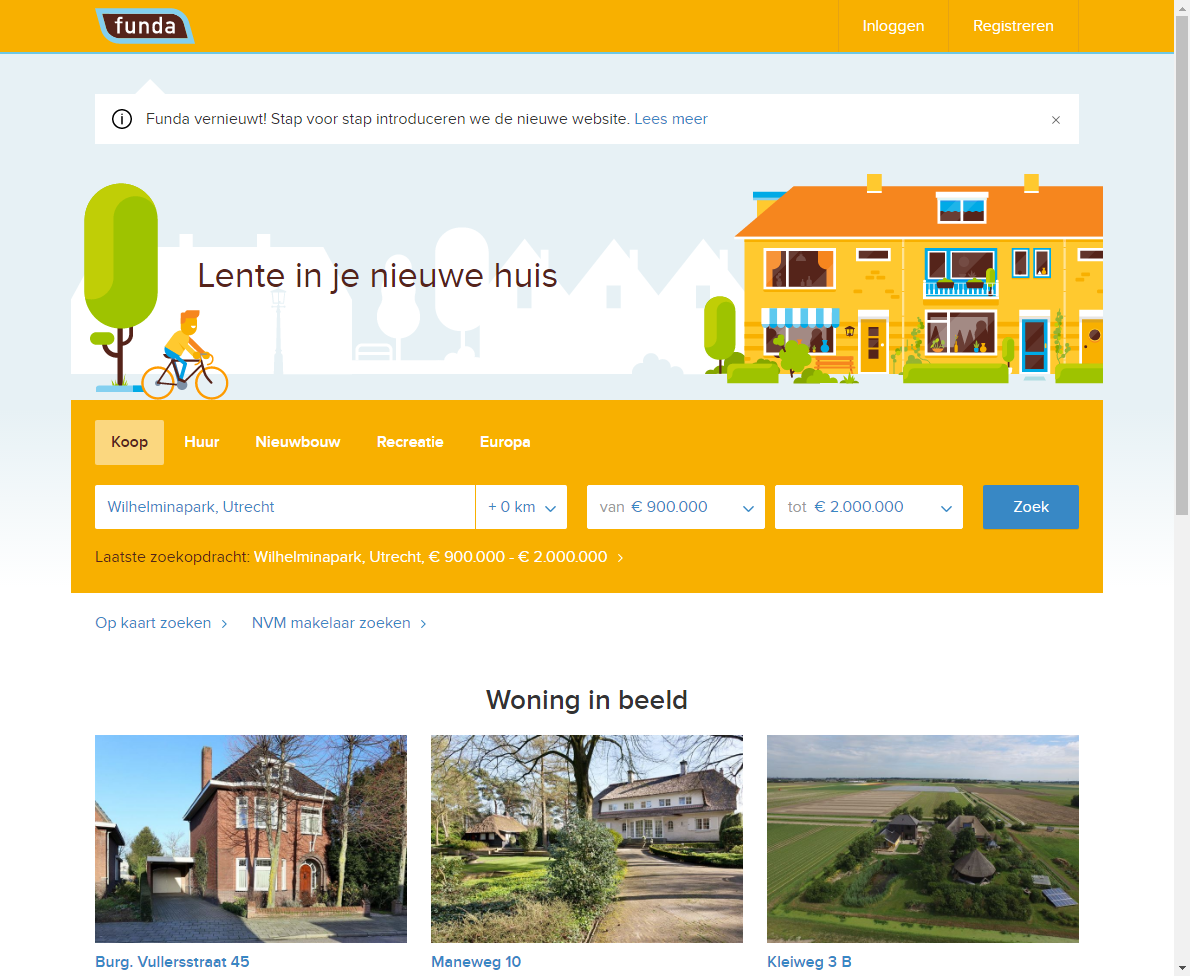 funda
Inloggen Registreren
Funda vernieuwt! Stap voor stap introduceren we de nieuwe website. Lees meer
Lente in je nieuwe huis
Koop Huur Nieuwbouw Recreatie Europa
Wilhelminapark, Utrecht + 0 km van € 900.000 tot € 2.000.000 Zoek
Laatste zoekopdracht: Wilhelminapark, Utrecht, € 900.000 - € 2.000.000
Op kaart zoeken NVM makelaar zoeken
Woning in beeld
Burg. Vullersstraat 45 Maneweg 10 Kleiweg 3 B